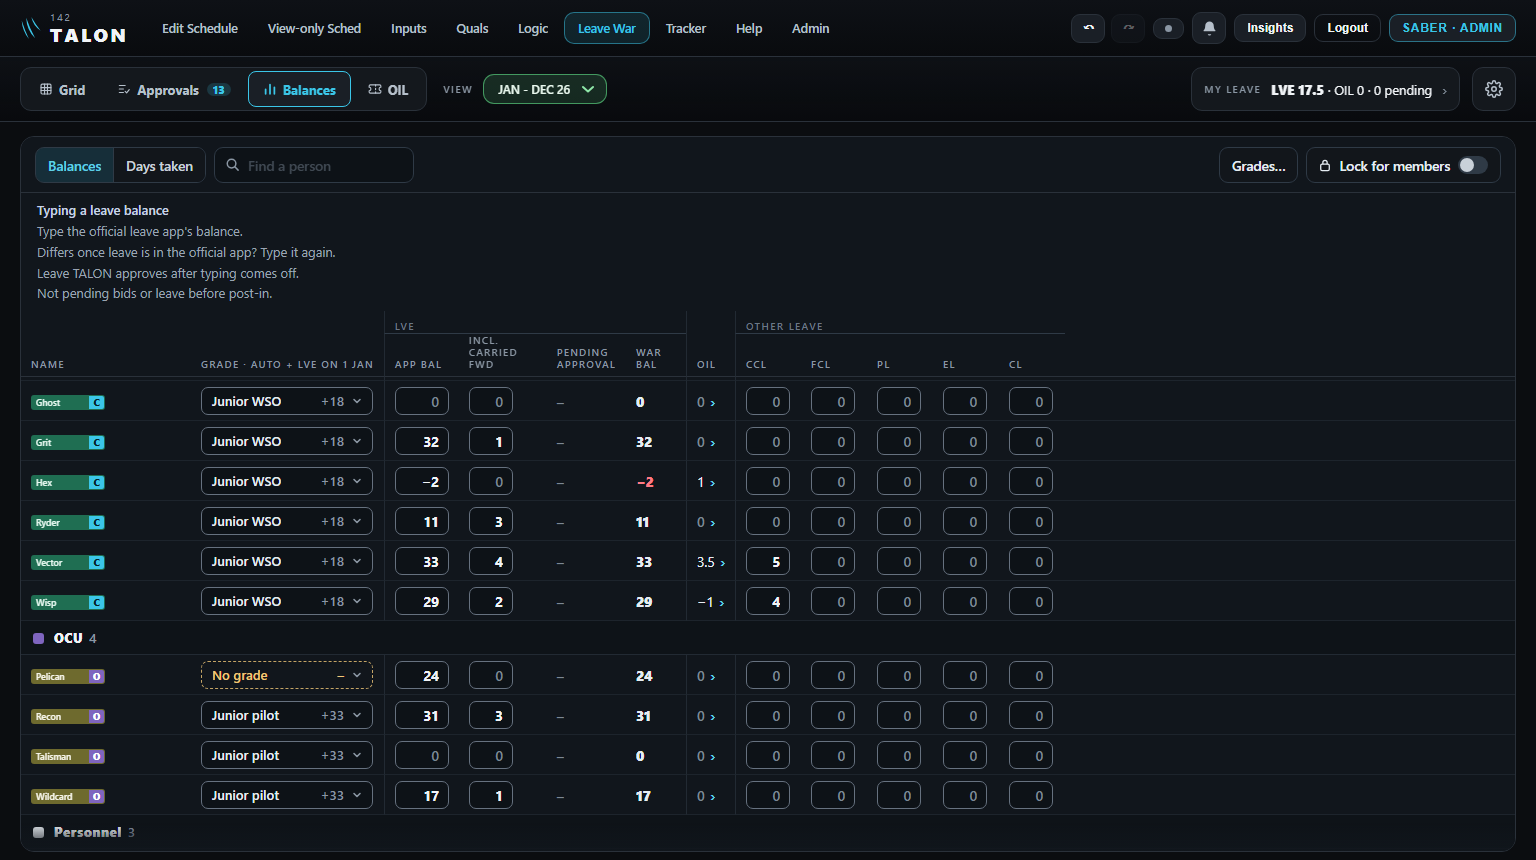 142
TALON
Edit Schedule
View-only Sched
Inputs
Quals
Logic
Leave War
Tracker
Help
Admin
Insights
Logout
SABER · ADMIN
Grid
Approvals 13
Balances
OIL
VIEW
JAN - DEC 26
MY LEAVE LVE 17.5 · OIL 0 · 0 pending ›
Balances
Days taken
Find a person
Grades...
Lock for members
Typing a leave balance
Type the official leave app's balance.
Differs once leave is in the official app? Type it again.
Leave TALON approves after typing comes off.
Not pending bids or leave before post-in.
LVE
OTHER LEAVE
NAME
GRADE · AUTO + LVE ON 1 JAN
APP BAL
INCL. CARRIED FWD
PENDING APPROVAL
WAR BAL
OIL
CCL
FCL
PL
EL
CL
Ghost C Junior WSO +18 0 0 – 0 0 › 0 0 0 0 0
Grit C Junior WSO +18 32 1 – 32 0 › 0 0 0 0 0
Hex C Junior WSO +18 −2 0 – −2 1 › 0 0 0 0 0
Ryder C Junior WSO +18 11 3 – 11 0 › 0 0 0 0 0
Vector C Junior WSO +18 33 4 – 33 3.5 › 5 0 0 0 0
Wisp C Junior WSO +18 29 2 – 29 −1 › 4 0 0 0 0
OCU 4
Pelican O No grade – 24 0 – 24 0 › 0 0 0 0 0
Recon O Junior pilot +33 31 3 – 31 0 › 0 0 0 0 0
Talisman O Junior pilot +33 0 0 – 0 0 › 0 0 0 0 0
Wildcard O Junior pilot +33 17 1 – 17 0 › 0 0 0 0 0
Personnel 3